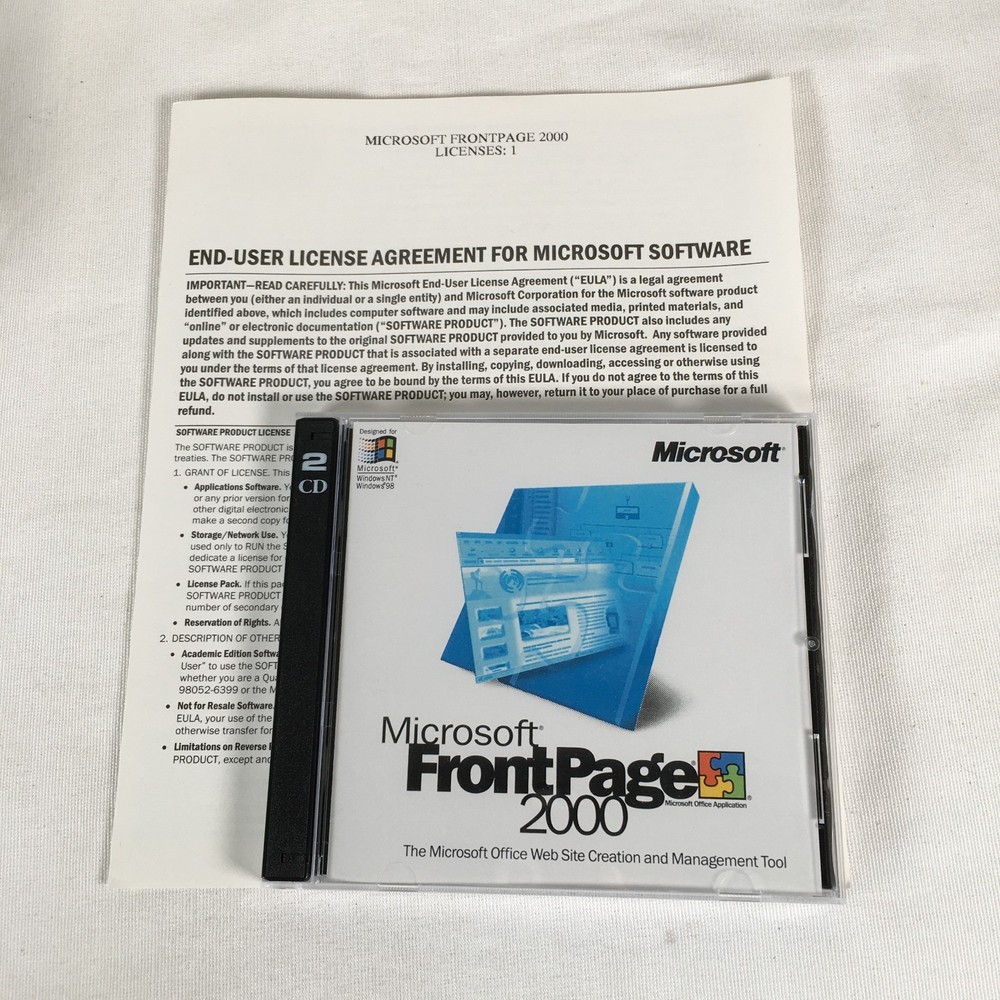 MICROSOFT FRONTPAGE 2000
LICENSES: 1
END-USER LICENSE AGREEMENT FOR MICROSOFT SOFTWARE
IMPORTANT—READ CAREFULLY: This Microsoft End-User License Agreement (“EULA”) is a legal agreement
between you (either an individual or a single entity) and Microsoft Corporation for the Microsoft software product
identified above, which includes computer software and may include associated media, printed materials, and
“online” or electronic documentation (“SOFTWARE PRODUCT”). The SOFTWARE PRODUCT also includes any
updates and supplements to the original SOFTWARE PRODUCT provided to you by Microsoft. Any software provided
along with the SOFTWARE PRODUCT that is associated with a separate end-user license agreement is licensed to
you under the terms of that license agreement. By installing, copying, downloading, accessing or otherwise using
the SOFTWARE PRODUCT, you agree to be bound by the terms of this EULA. If you do not agree to the terms of this
EULA, do not install or use the SOFTWARE PRODUCT; you may, however, return it to your place of purchase for a full
refund.
SOFTWARE PRODUCT LICENSE
The SOFTWARE PRODUCT is
treaties. The SOFTWARE
1. GRANT OF LICENSE. This
• Applications Software.
or any prior version for
other digital electronic
make a second copy
• Storage/Network Use.
used only to RUN the
dedicate a license for
SOFTWARE PRODUCT
• License Pack. If this
SOFTWARE PRODUCT
number of secondary
• Reservation of Rights.
2. DESCRIPTION OF OTHER
• Academic Edition
User” to use the
whether you are a
98052-6399 or the
• Not for Resale Software.
EULA, your use of the
otherwise transfer for
• Limitations on Reverse
PRODUCT, except
2
CD
Designed for
Microsoft®
Windows NT®
Windows®98
Microsoft®
Microsoft®
FrontPage®
2000
Microsoft Office Application
The Microsoft Office Web Site Creation and Management Tool